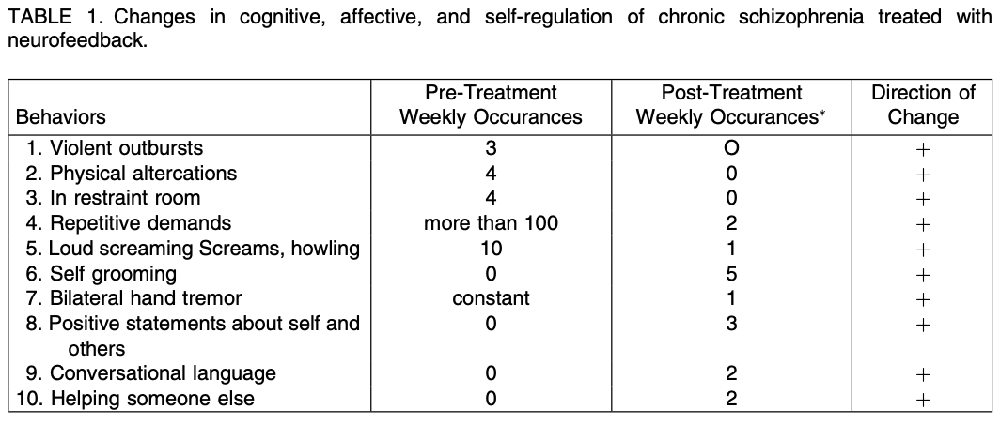 TABLE 1. Changes in cognitive, affective, and self-regulation of chronic schizophrenia treated with
neurofeedback.
Behaviors Pre-Treatment Weekly Occurances Post-Treatment Weekly Occurances* Direction of Change
1. Violent outbursts 3 O +
2. Physical altercations 4 0 +
3. In restraint room 4 0 +
4. Repetitive demands more than 100 2 +
5. Loud screaming Screams, howling 10 1 +
6. Self grooming 0 5 +
7. Bilateral hand tremor constant 1 +
8. Positive statements about self and 0 3 +
others
9. Conversational language 0 2 +
10. Helping someone else 0 2 +